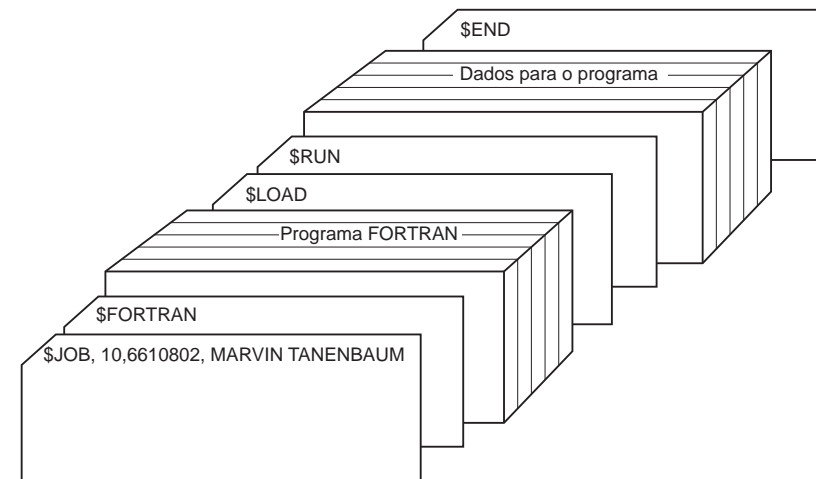 $END
Dados para o programa
$RUN
$LOAD
Programa FORTRAN
$FORTRAN
$JOB, 10,6610802, MARVIN TANENBAUM